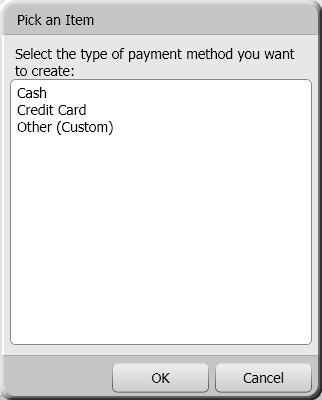 Pick an Item
Select the type of payment method you want
to create:
Cash
Credit Card
Other (Custom)
OK
Cancel